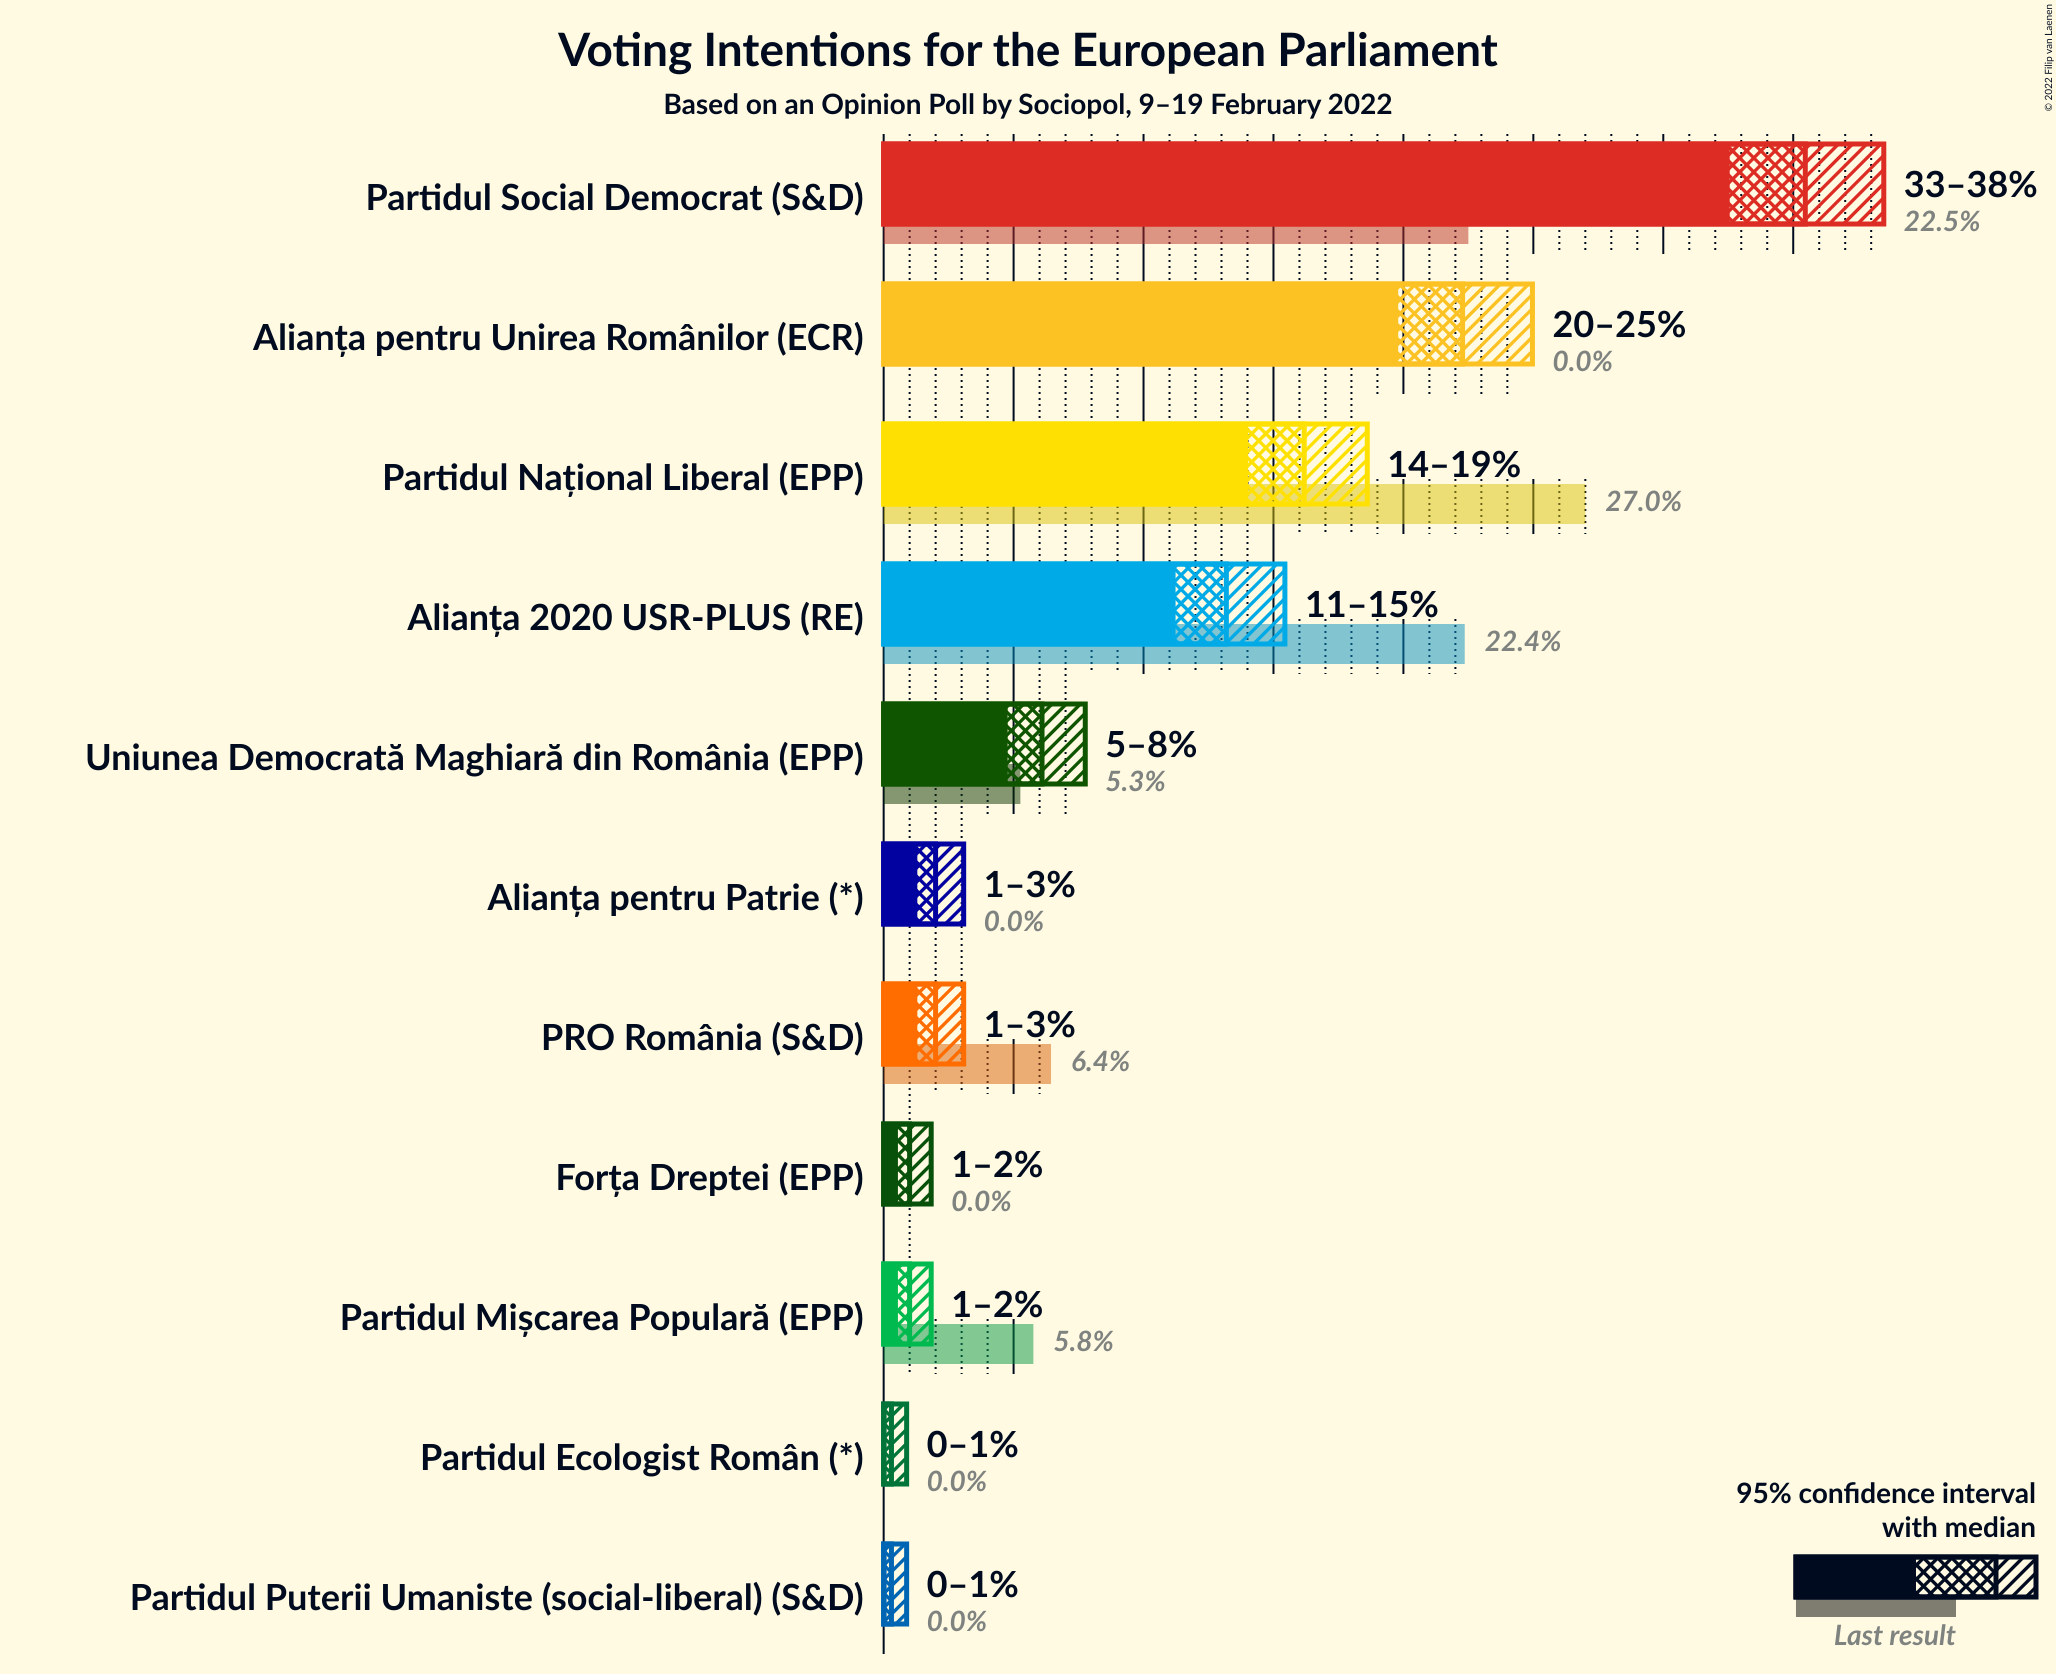 Voting Intentions for the European Parliament
Based on an Opinion Poll by Sociopol, 9–19 February 2022
© 2022 Filip van Laenen
Partidul Social Democrat (S&D)
33–38%
22.5%
Alianța pentru Unirea Românilor (ECR)
20–25%
0.0%
Partidul Național Liberal (EPP)
14–19%
27.0%
Alianța 2020 USR-PLUS (RE)
11–15%
22.4%
Uniunea Democrată Maghiară din România (EPP)
5–8%
5.3%
Alianța pentru Patrie (*)
1–3%
0.0%
PRO România (S&D)
1–3%
6.4%
Forța Dreptei (EPP)
1–2%
0.0%
Partidul Mișcarea Populară (EPP)
1–2%
5.8%
Partidul Ecologist Român (*)
0–1%
0.0%
Partidul Puterii Umaniste (social-liberal) (S&D)
0–1%
0.0%
95% confidence interval
with median
Last result